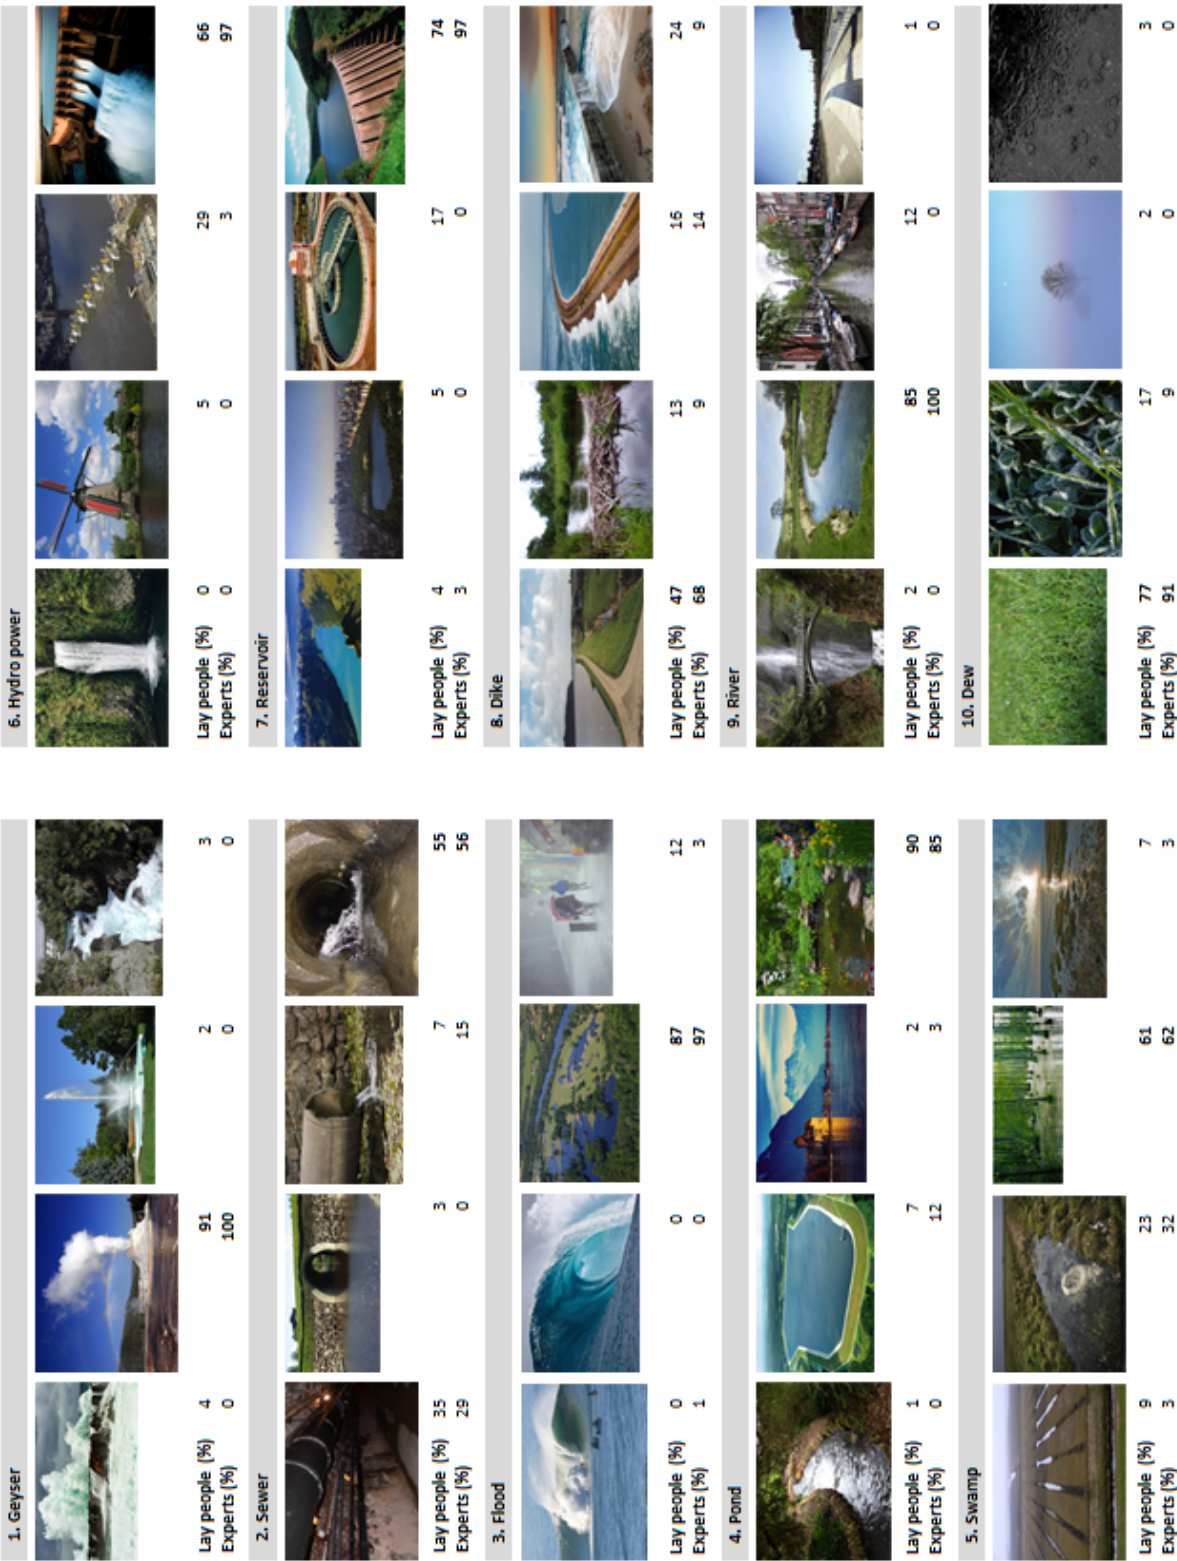 1. Geyser
Lay people (%) 4 91 2 3
Experts (%) 0 100 0 0
2. Sewer
Lay people (%) 35 3 7 55
Experts (%) 29 0 15 56
3. Flood
Lay people (%) 0 0 87 12
Experts (%) 1 0 97 3
4. Pond
Lay people (%) 1 7 2 90
Experts (%) 0 12 3 85
5. Swamp
Lay people (%) 9 23 61 7
Experts (%) 3 32 62 3
6. Hydro power
Lay people (%) 0 5 29 66
Experts (%) 0 0 3 97
7. Reservoir
Lay people (%) 4 5 17 74
Experts (%) 3 0 0 97
8. Dike
Lay people (%) 47 13 16 24
Experts (%) 68 9 14 9
9. River
Lay people (%) 2 85 12 1
Experts (%) 0 100 0 0
10. Dew
Lay people (%) 77 17 2 3
Experts (%) 91 9 0 0